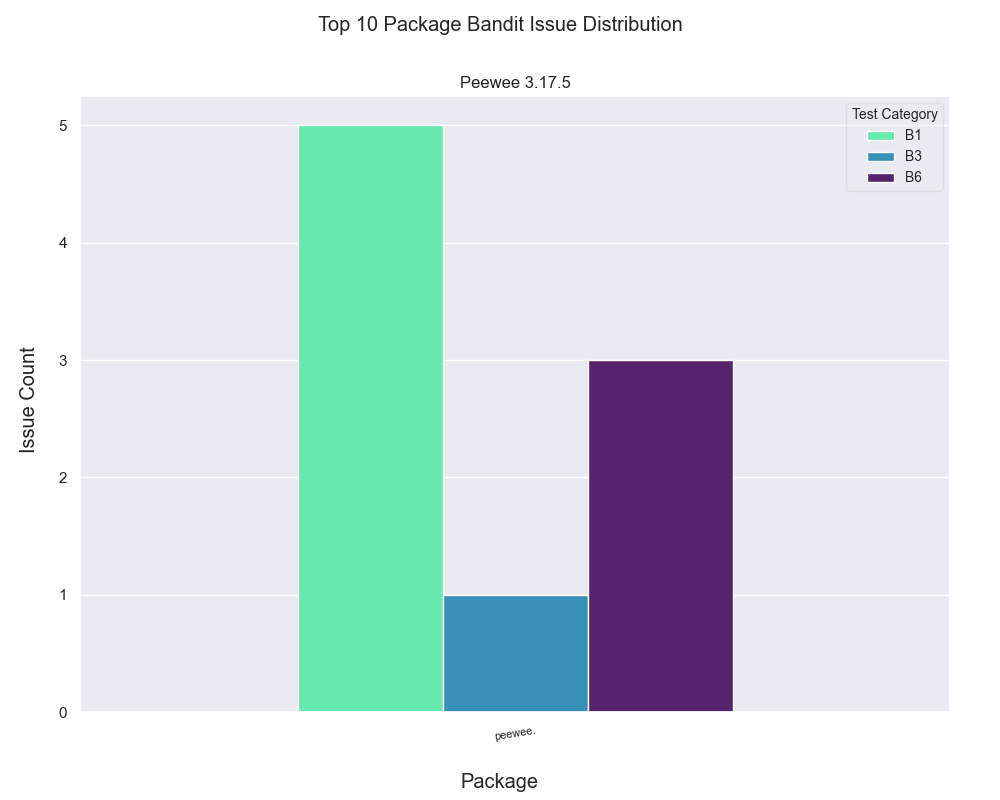 Top 10 Package Bandit Issue Distribution
Peewee 3.17.5
Test Category
B1
B3
B6
5
4
3
2
1
0
Issue Count
peewee.
Package